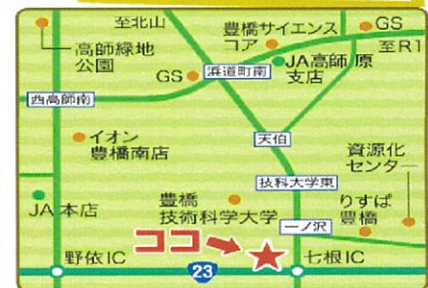 至北山
豊橋サイエンス
コア
GS
至R1
高師緑地
公園
GS
浜道町南
JA高師原
支店
西高師南
イオン
豊橋南店
天伯
資源化
センター
技科大学東
JA本店
豊橋
技術科学大学
りすぱ
豊橋
一ノ沢
ココ
野依IC
23
七根IC